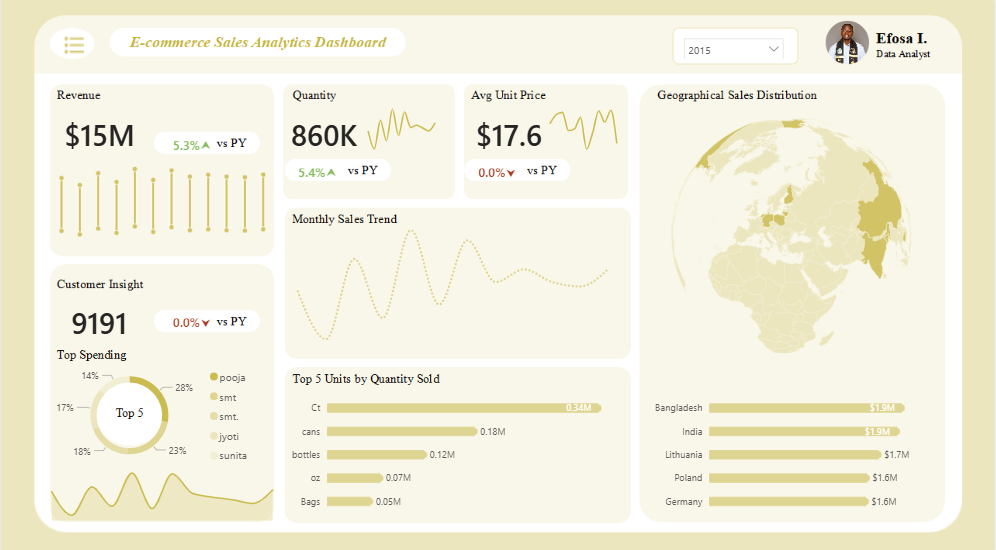 E-commerce Sales Analytics Dashboard
2015
Efosa I.
Data Analyst
Revenue
$15M
5.3% vs PY
Quantity
860K
5.4% vs PY
Avg Unit Price
$17.6
0.0% vs PY
Geographical Sales Distribution
Monthly Sales Trend
Customer Insight
9191
0.0% vs PY
Top Spending
14%
28%
17%
18%
23%
Top 5
pooja
smt
smt.
jyoti
sunita
Top 5 Units by Quantity Sold
Ct 0.34M
cans 0.18M
bottles 0.12M
oz 0.07M
Bags 0.05M
Bangladesh $1.9M
India $1.9M
Lithuania $1.7M
Poland $1.6M
Germany $1.6M